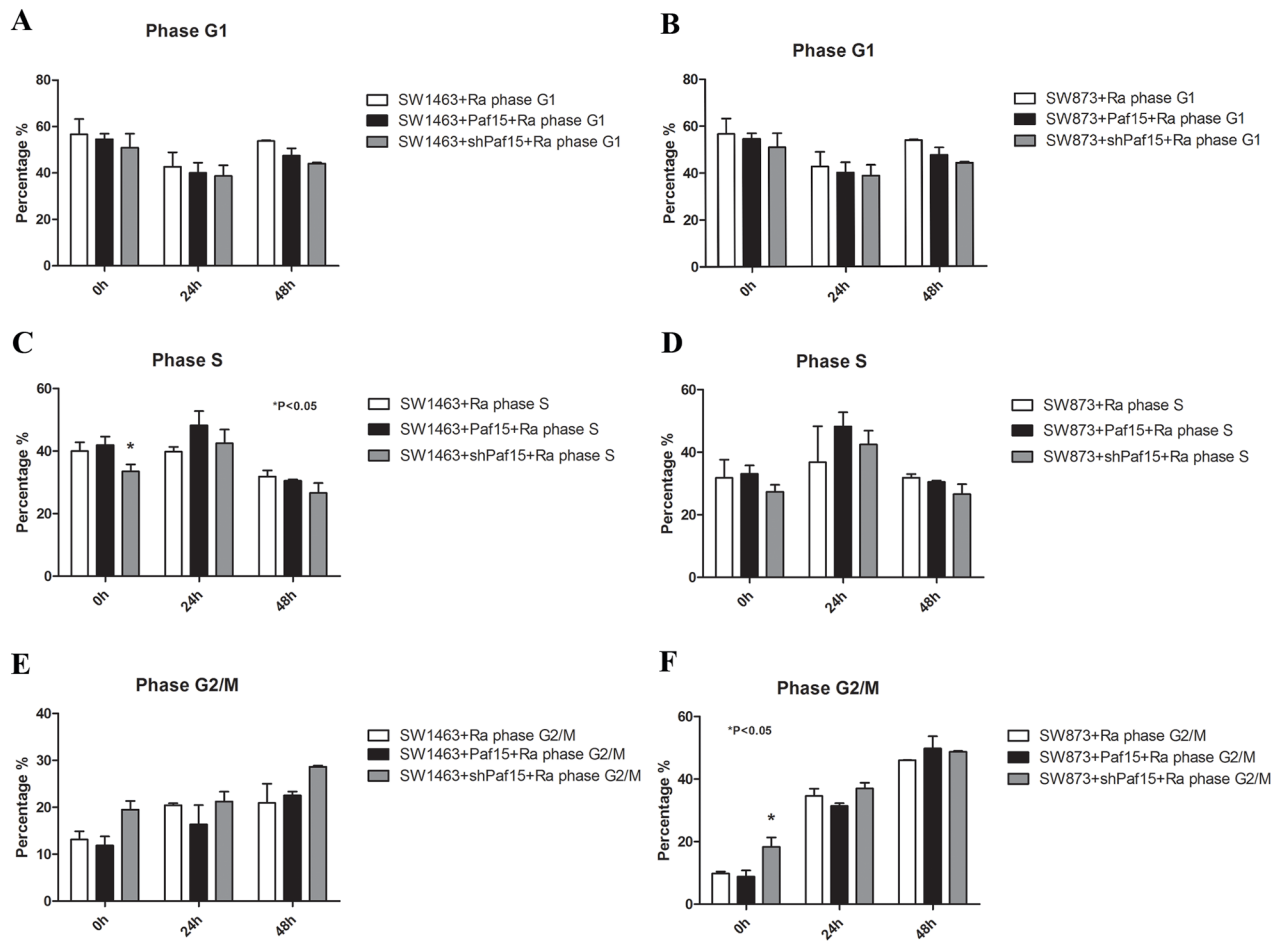 A
Phase G1
80
60
40
20
0
Percentage %
0h
24h
48h
SW1463+Ra phase G1
SW1463+Paf15+Ra phase G1
SW1463+shPaf15+Ra phase G1
B
Phase G1
80
60
40
20
0
Percentage %
0h
24h
48h
SW873+Ra phase G1
SW873+Paf15+Ra phase G1
SW873+shPaf15+Ra phase G1
C
Phase S
60
40
20
0
Percentage %
*P<0.05
*
0h
24h
48h
SW1463+Ra phase S
SW1463+Paf15+Ra phase S
SW1463+shPaf15+Ra phase S
D
Phase S
60
40
20
0
Percentage %
0h
24h
48h
SW873+Ra phase S
SW873+Paf15+Ra phase S
SW873+shPaf15+Ra phase S
E
Phase G2/M
40
30
20
10
0
Percentage %
0h
24h
48h
SW1463+Ra phase G2/M
SW1463+Paf15+Ra phase G2/M
SW1463+shPaf15+Ra phase G2/M
F
Phase G2/M
60
40
20
0
Percentage %
*P<0.05
*
0h
24h
48h
SW873+Ra phase G2/M
SW873+Paf15+Ra phase G2/M
SW873+shPaf15+Ra phase G2/M